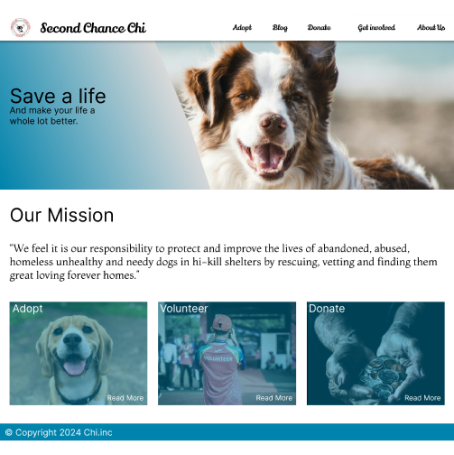 Second Chance Chi
Adopt Blog Donate Get involved About Us
Save a life
And make your life a
whole lot better.
Our Mission
"We feel it is our responsibility to protect and improve the lives of abandoned, abused,
homeless unhealthy and needy dogs in hi-kill shelters by rescuing, vetting and finding them
great loving forever homes."
Adopt
Read More
Volunteer
VOLUNTEER
Read More
Donate
Read More
© Copyright 2024 Chi.inc